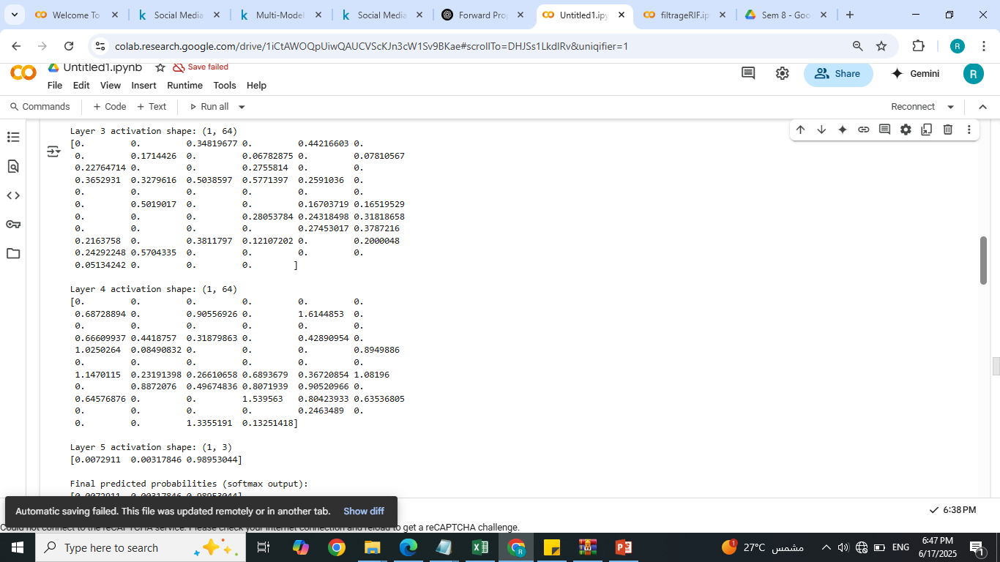 Welcome To
Social Media
Multi-Model
Social Media
Forward Pro
Untitled1.ipy
filtrageRIF.ip
Sem 8 - Goo
colab.research.google.com/drive/1iCtAWOQpUiwQAUCVScKJn3cW1Sv9BKae#scrollTo=DHJSs1LkdlRv&uniqifier=1
R
Untitled1.ipynb
Save failed
Share
Gemini
R
File Edit View Insert Runtime Tools Help
Commands + Code + Text Run all
Reconnect
Layer 3 activation shape: (1, 64)
[0. 0. 0.34819677 0. 0.44216603 0.
0. 0.1714426 0. 0.06782875 0. 0.07810567
0.22764714 0. 0. 0.2755814 0. 0.
0.3652931 0.3279616 0.5038597 0.5771397 0.2591036 0.
0. 0. 0. 0. 0. 0.
0. 0.5019017 0. 0. 0.16703719 0.16519529
0. 0. 0. 0.28053784 0.24318498 0.31818658
0. 0. 0. 0. 0.27453017 0.3787216
0.2163758 0. 0.3811797 0.12107202 0. 0.2000048
0.24292248 0.5704335 0. 0. 0. 0.
0.05134242 0. 0. 0. ]
Layer 4 activation shape: (1, 64)
[0. 0. 0. 0. 0. 0.
0.68728894 0. 0.90556926 0. 1.6144853 0.
0. 0. 0. 0. 0. 0.
0.66609937 0.4418757 0.31879863 0. 0.42890954 0.
1.0250264 0.08490832 0. 0. 0. 0.8949886
0. 0. 0. 0. 0. 0.
1.1470115 0.23191398 0.26610658 0.6893679 0.36720854 1.08196
0. 0.8872076 0.49674836 0.8071939 0.90520966 0.
0.64576876 0. 0. 1.539563 0.80423933 0.63536805
0. 0. 0. 0. 0.2463489 0.
0. 0. 1.3355191 0.13251418]
Layer 5 activation shape: (1, 3)
[0.0072911 0.00317846 0.98953044]
Final predicted probabilities (softmax output):
[0.0072911 0.00317846 0.98953044]
Automatic saving failed. This file was updated remotely or in another tab. Show diff
6:38 PM
Could not connect to the reCAPTCHA service. Please check your internet connection and reload to get a reCAPTCHA challenge.
Type here to search
R
1
27°C مشمس
ENG
6:47 PM
6/17/2025
1